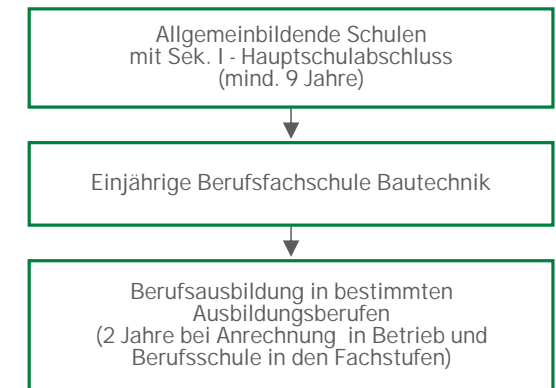 Allgemeinbildende Schulen
mit Sek. I - Hauptschulabschluss
(mind. 9 Jahre)
Einjährige Berufsfachschule Bautechnik
Berufsausbildung in bestimmten
Ausbildungsberufen
(2 Jahre bei Anrechnung in Betrieb und
Berufsschule in den Fachstufen)